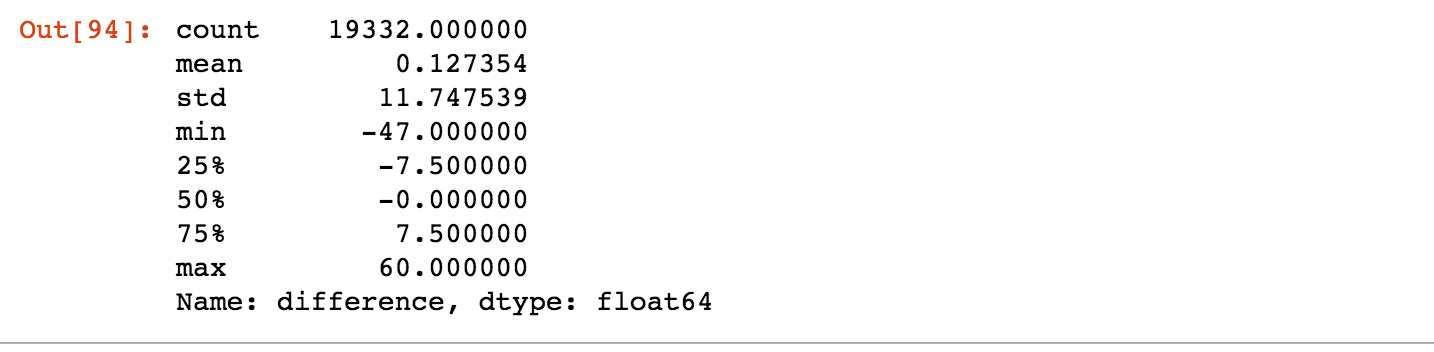 Out[94]: count 19332.000000
mean 0.127354
std 11.747539
min -47.000000
25% -7.500000
50% -0.000000
75% 7.500000
max 60.000000
Name: difference, dtype: float64